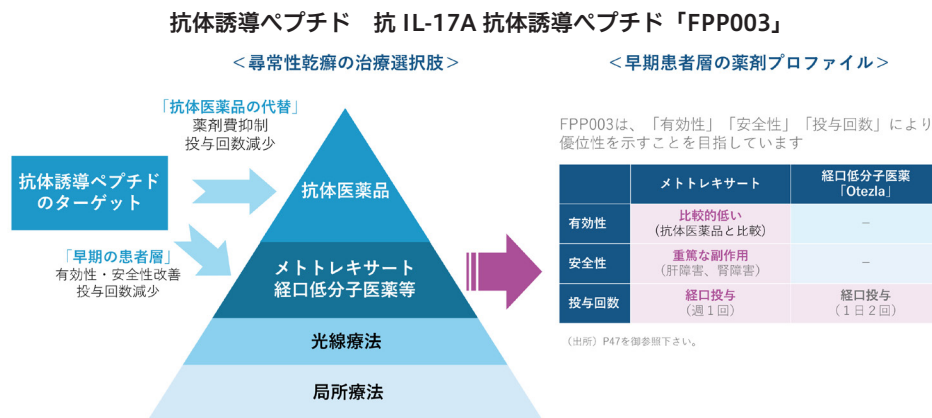 抗体誘導ペプチド 抗 IL-17A 抗体誘導ペプチド「FPP003」
＜尋常性乾癬の治療選択肢＞
「抗体医薬品の代替」
薬剤費抑制
投与回数減少
抗体誘導ペプチド
のターゲット
「早期の患者層」
有効性・安全性改善
投与回数減少
抗体医薬品
メトトレキサート
経口低分子医薬等
光線療法
局所療法
＜早期患者層の薬剤プロファイル＞
FPP003は、「有効性」「安全性」「投与回数」により
優位性を示すことを目指しています
メトトレキサート
経口低分子医薬
「Otezla」
有効性
比較的低い
(抗体医薬品と比較)
–
安全性
重篤な副作用
(肝障害、腎障害)
–
投与回数
経口投与
(週1回)
経口投与
(1日2回)
(出所) P47を御参照下さい。